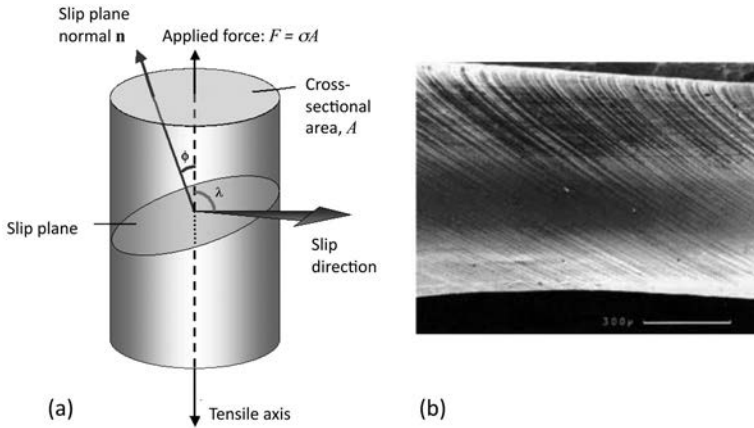 Slip plane
normal n
Applied force: F = σA
Cross-
sectional
area, A
ϕ
λ
Slip plane
Slip
direction
(a)
Tensile axis
300μ
(b)